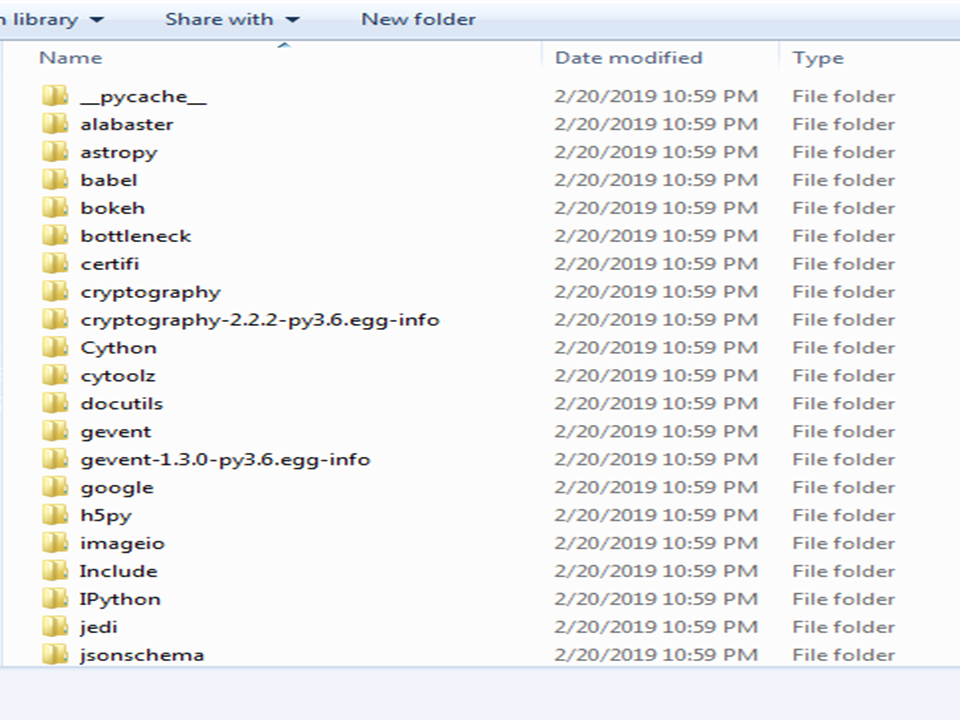 library Share with New folder
Name Date modified Type
__pycache__ 2/20/2019 10:59 PM File folder
alabaster 2/20/2019 10:59 PM File folder
astropy 2/20/2019 10:59 PM File folder
babel 2/20/2019 10:59 PM File folder
bokeh 2/20/2019 10:59 PM File folder
bottleneck 2/20/2019 10:59 PM File folder
certifi 2/20/2019 10:59 PM File folder
cryptography 2/20/2019 10:59 PM File folder
cryptography-2.2.2-py3.6.egg-info 2/20/2019 10:59 PM File folder
Cython 2/20/2019 10:59 PM File folder
cytoolz 2/20/2019 10:59 PM File folder
docutils 2/20/2019 10:59 PM File folder
gevent 2/20/2019 10:59 PM File folder
gevent-1.3.0-py3.6.egg-info 2/20/2019 10:59 PM File folder
google 2/20/2019 10:59 PM File folder
h5py 2/20/2019 10:59 PM File folder
imageio 2/20/2019 10:59 PM File folder
Include 2/20/2019 10:59 PM File folder
IPython 2/20/2019 10:59 PM File folder
jedi 2/20/2019 10:59 PM File folder
jsonschema 2/20/2019 10:59 PM File folder